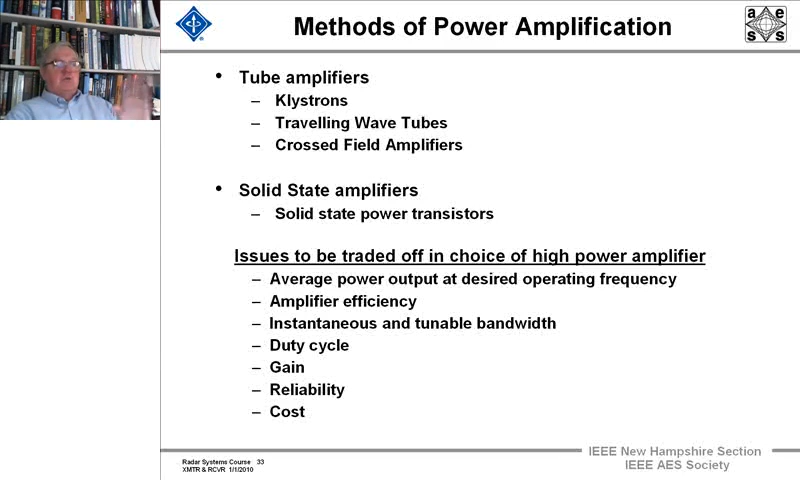 Methods of Power Amplification
a e
s s
• Tube amplifiers
– Klystrons
– Travelling Wave Tubes
– Crossed Field Amplifiers
• Solid State amplifiers
– Solid state power transistors
Issues to be traded off in choice of high power amplifier
– Average power output at desired operating frequency
– Amplifier efficiency
– Instantaneous and tunable bandwidth
– Duty cycle
– Gain
– Reliability
– Cost
Radar Systems Course 33
XMTR & RCVR 1/1/2010
IEEE New Hampshire Section
IEEE AES Society